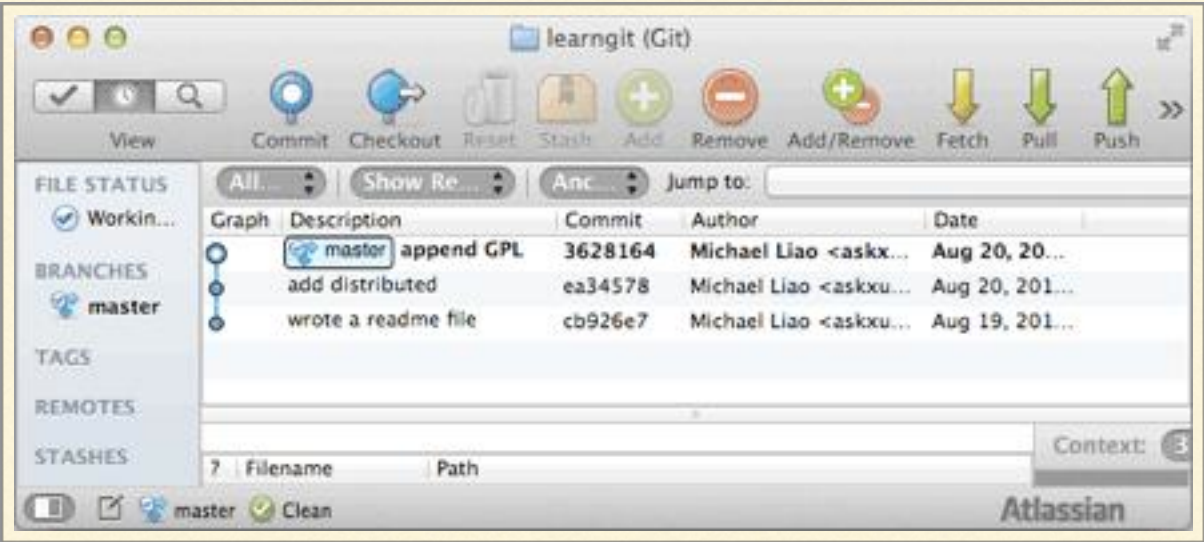 learngit (Git)
View Commit Checkout Reset Stash Add Remove Add/Remove Fetch Pull Push »
FILE STATUS
Workin...
BRANCHES
master
TAGS
REMOTES
STASHES
All... Show Re... Anc... Jump to:
Graph Description Commit Author Date
master append GPL 3628164 Michael Liao <askx... Aug 20, 20...
add distributed ea34578 Michael Liao <askxu... Aug 20, 201...
wrote a readme file cb926e7 Michael Liao <askxu... Aug 19, 201...
Context: 3
? Filename Path
master Clean Atlassian